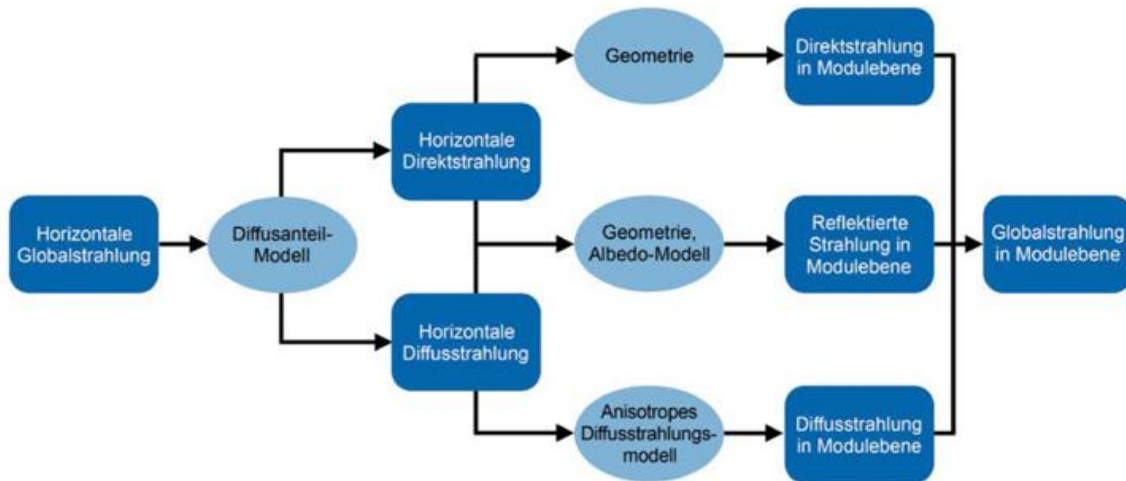 Horizontale
Globalstrahlung
Diffusanteil-
Modell
Horizontale
Direktstrahlung
Horizontale
Diffusstrahlung
Geometrie
Geometrie,
Albedo-Modell
Anisotropes
Diffusstrahlungs-
modell
Direktstrahlung
in Modulebene
Reflektierte
Strahlung in
Modulebene
Diffusstrahlung
in Modulebene
Globalstrahlung
in Modulebene